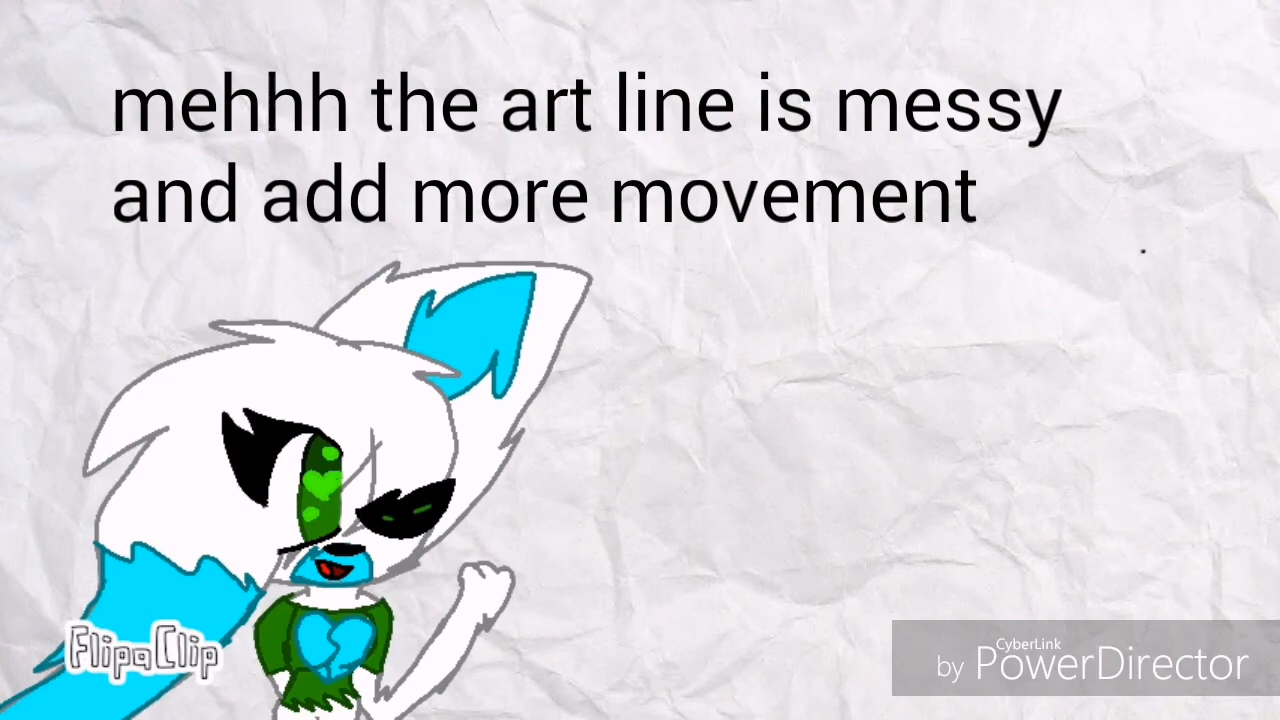 mehhh the art line is messy
and add more movement
FlipaClip
CyberLink
by PowerDirector